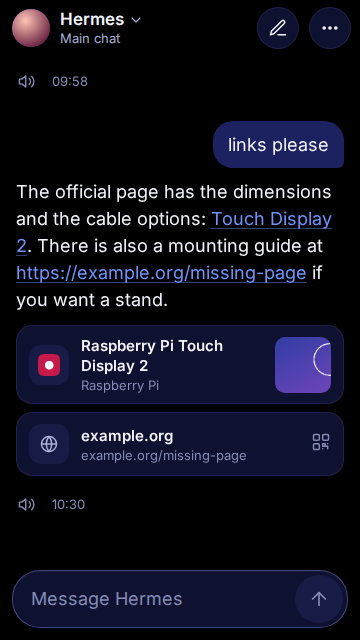 Hermes
Main chat
09:58
links please
The official page has the dimensions
and the cable options: Touch Display
2. There is also a mounting guide at
https://example.org/missing-page if
you want a stand.
Raspberry Pi Touch
Display 2
Raspberry Pi
example.org
example.org/missing-page
10:30
Message Hermes